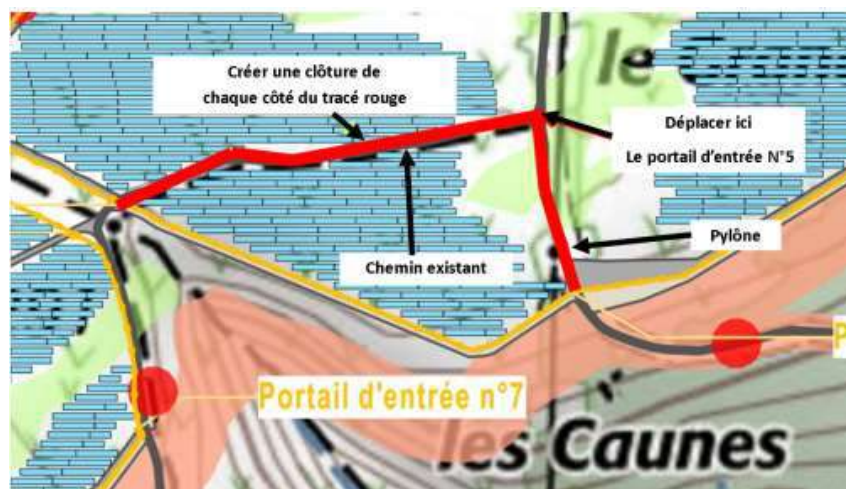 Créer une clôture de
chaque côté du tracé rouge
Déplacer ici
Le portail d'entrée N°5
Pylône
Chemin existant
Portail d'entrée n°7
P
les Caunes